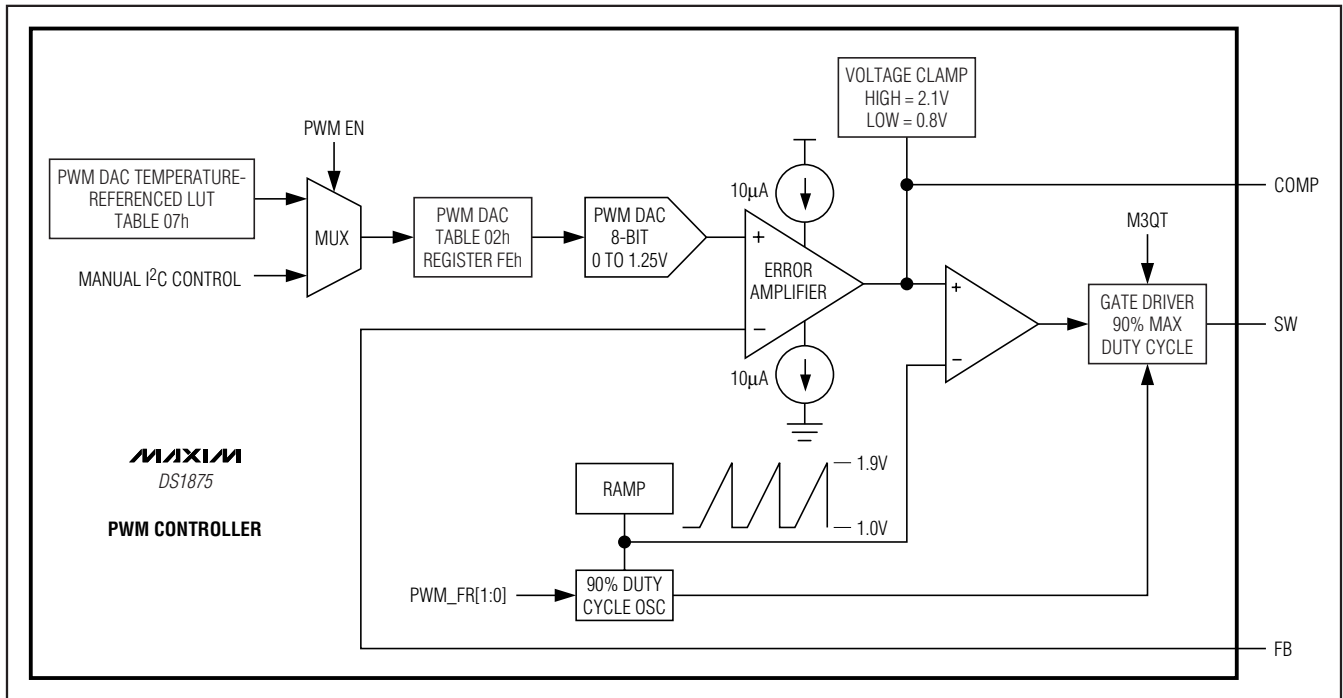 VOLTAGE CLAMP
HIGH = 2.1V
LOW = 0.8V
PWM EN
PWM DAC TEMPERATURE-
REFERENCED LUT
TABLE 07h
MANUAL I²C CONTROL
MUX
PWM DAC
TABLE 02h
REGISTER FEh
PWM DAC
8-BIT
0 TO 1.25V
10µA
+
ERROR
AMPLIFIER
−
10µA
COMP
+
−
M3QT
GATE DRIVER
90% MAX
DUTY CYCLE
SW
MAXIM
DS1875
PWM CONTROLLER
RAMP
1.9V
1.0V
PWM_FR[1:0]
90% DUTY
CYCLE OSC
FB